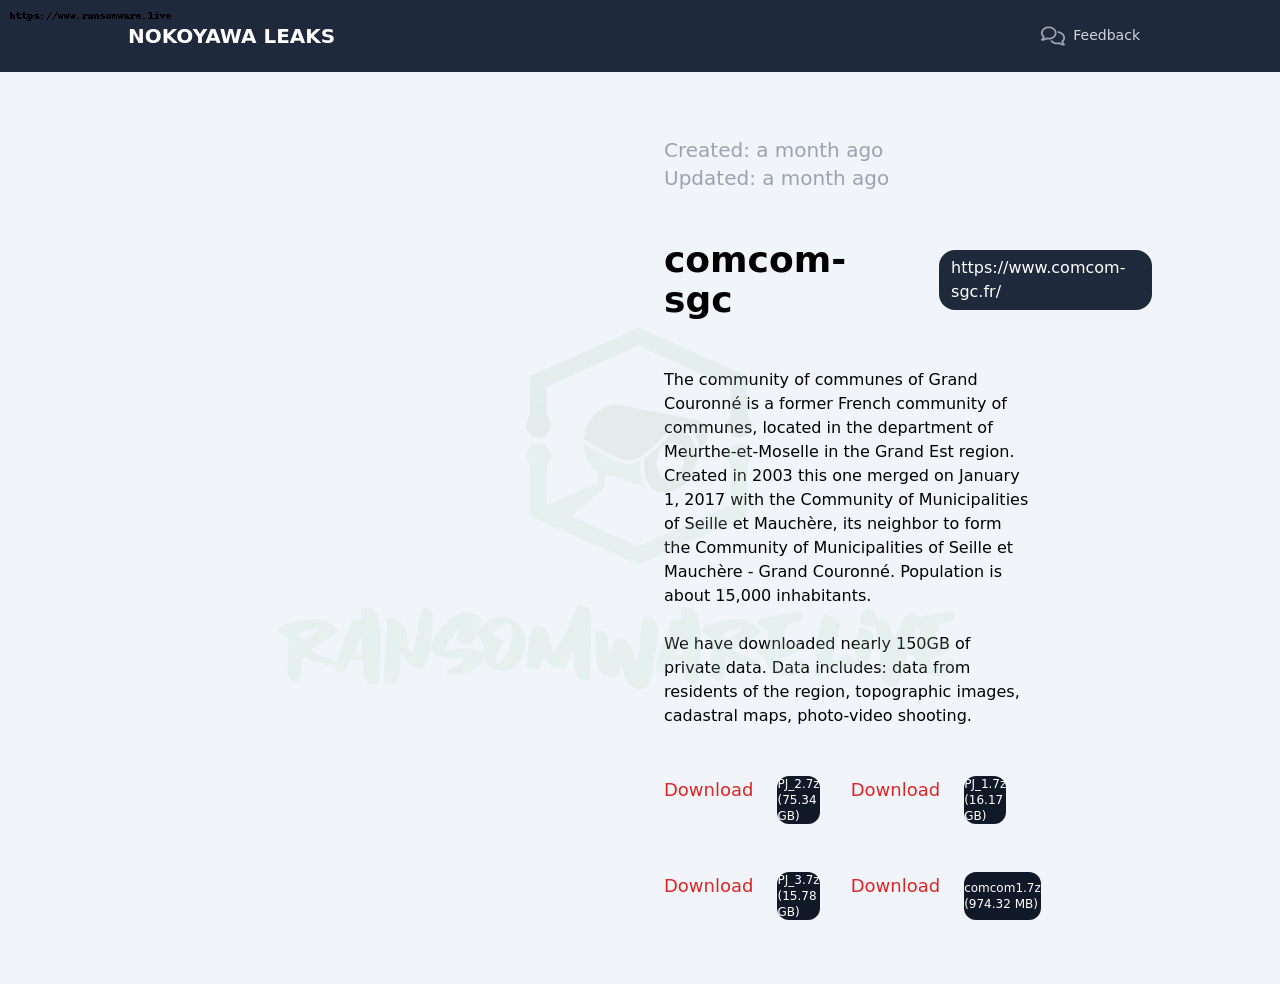 https://www.ransomware.live
NOKOYAWA LEAKS
Feedback
Created: a month ago
Updated: a month ago
comcom-
sgc
https://www.comcom-
sgc.fr/
The community of communes of Grand
Couronné is a former French community of
communes, located in the department of
Meurthe-et-Moselle in the Grand Est region.
Created in 2003 this one merged on January
1, 2017 with the Community of Municipalities
of Seille et Mauchère, its neighbor to form
the Community of Municipalities of Seille et
Mauchère - Grand Couronné. Population is
about 15,000 inhabitants.
RANSOMWARE.LIVE
We have downloaded nearly 150GB of
private data. Data includes: data from
residents of the region, topographic images,
cadastral maps, photo-video shooting.
Download
PJ_2.7z
(75.34
GB)
Download
PJ_1.7z
(16.17
GB)
Download
PJ_3.7z
(15.78
GB)
Download
comcom1.7z
(974.32 MB)